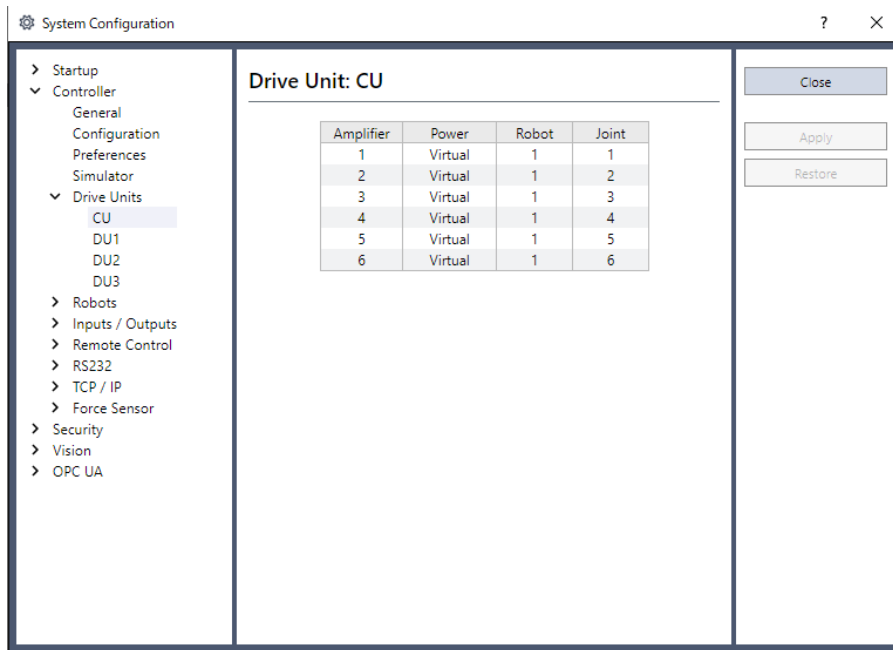 System Configuration
? ×
Startup
Controller
General
Configuration
Preferences
Simulator
Drive Units
CU
DU1
DU2
DU3
Robots
Inputs / Outputs
Remote Control
RS232
TCP / IP
Force Sensor
Security
Vision
OPC UA
Drive Unit: CU
Amplifier Power Robot Joint
1 Virtual 1 1
2 Virtual 1 2
3 Virtual 1 3
4 Virtual 1 4
5 Virtual 1 5
6 Virtual 1 6
Close
Apply
Restore